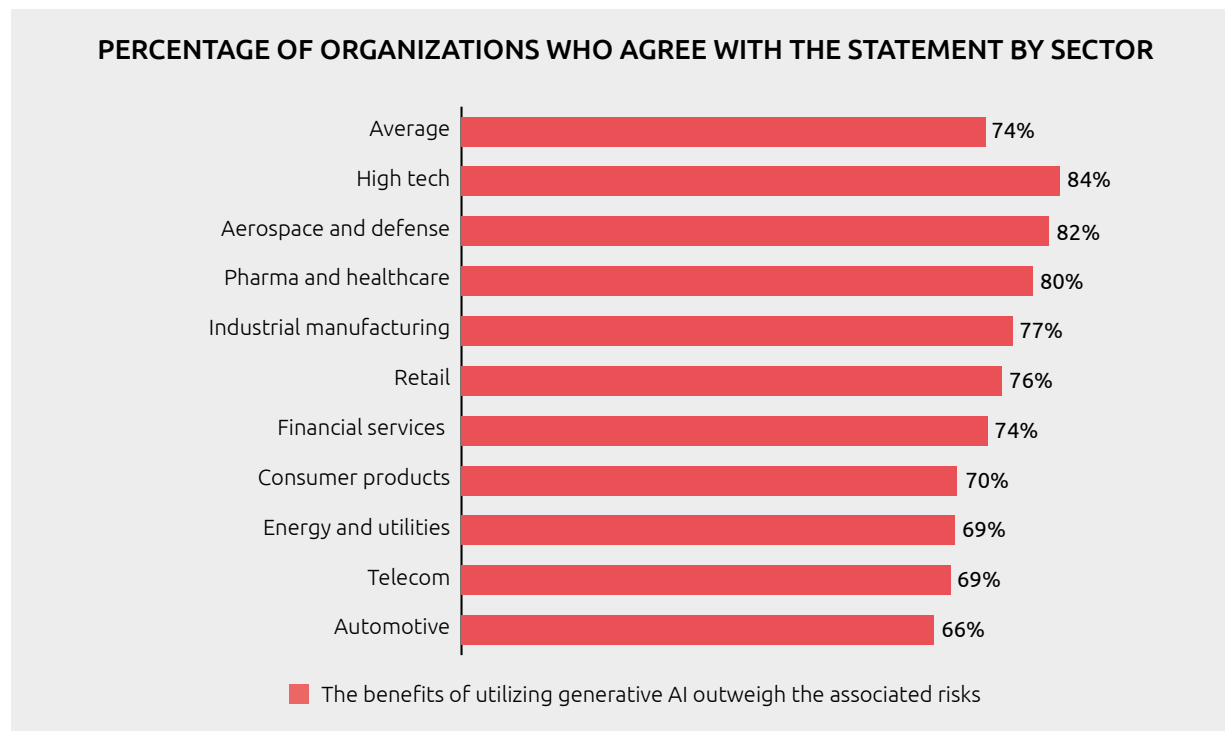 PERCENTAGE OF ORGANIZATIONS WHO AGREE WITH THE STATEMENT BY SECTOR
Average 74%
High tech 84%
Aerospace and defense 82%
Pharma and healthcare 80%
Industrial manufacturing 77%
Retail 76%
Financial services 74%
Consumer products 70%
Energy and utilities 69%
Telecom 69%
Automotive 66%
The benefits of utilizing generative AI outweigh the associated risks